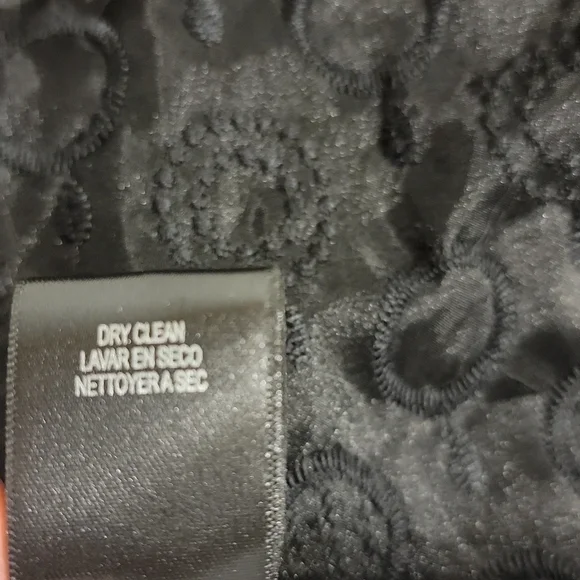 DRY CLEAN
LAVAR EN SECO
NETTOYER A SEC